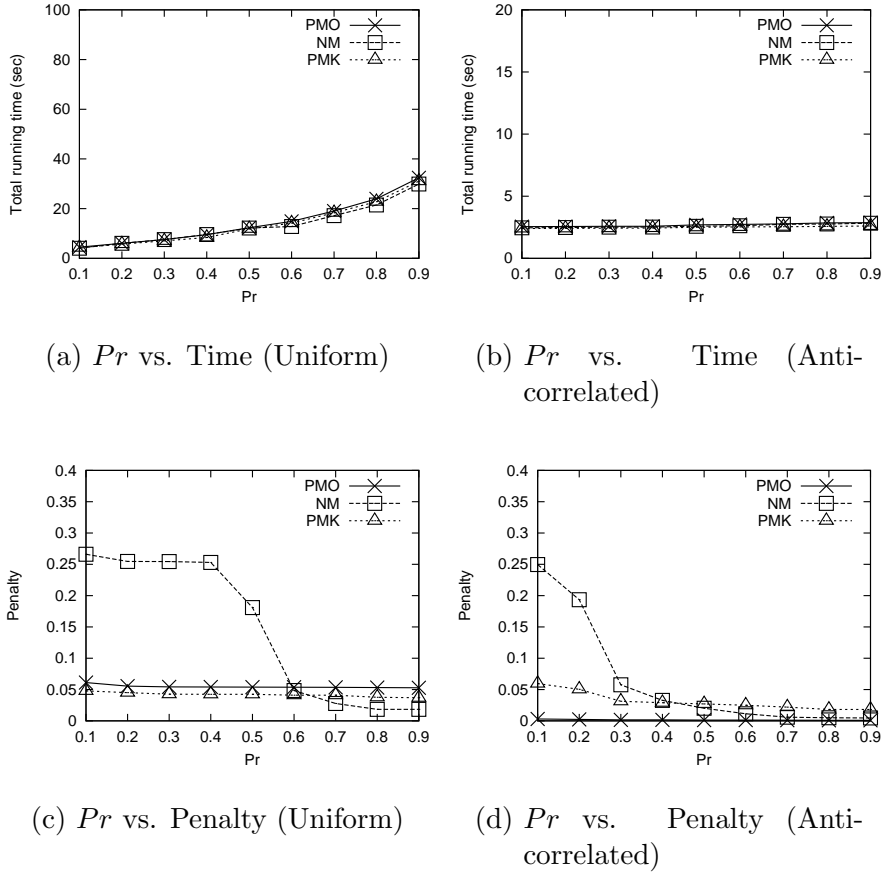 100
80
60
40
20
0
0.1 0.2 0.3 0.4 0.5 0.6 0.7 0.8 0.9
Total running time (sec)
Pr
PMO
NM
PMK
(a) Pr vs. Time (Uniform)
20
15
10
5
0
0.1 0.2 0.3 0.4 0.5 0.6 0.7 0.8 0.9
Total running time (sec)
Pr
PMO
NM
PMK
(b) Pr vs. Time (Anti-
correlated)
0.4
0.35
0.3
0.25
0.2
0.15
0.1
0.05
0
0.1 0.2 0.3 0.4 0.5 0.6 0.7 0.8 0.9
Penalty
Pr
PMO
NM
PMK
(c) Pr vs. Penalty (Uniform)
0.4
0.35
0.3
0.25
0.2
0.15
0.1
0.05
0
0.1 0.2 0.3 0.4 0.5 0.6 0.7 0.8 0.9
Penalty
Pr
PMO
NM
PMK
(d) Pr vs. Penalty (Anti-
correlated)